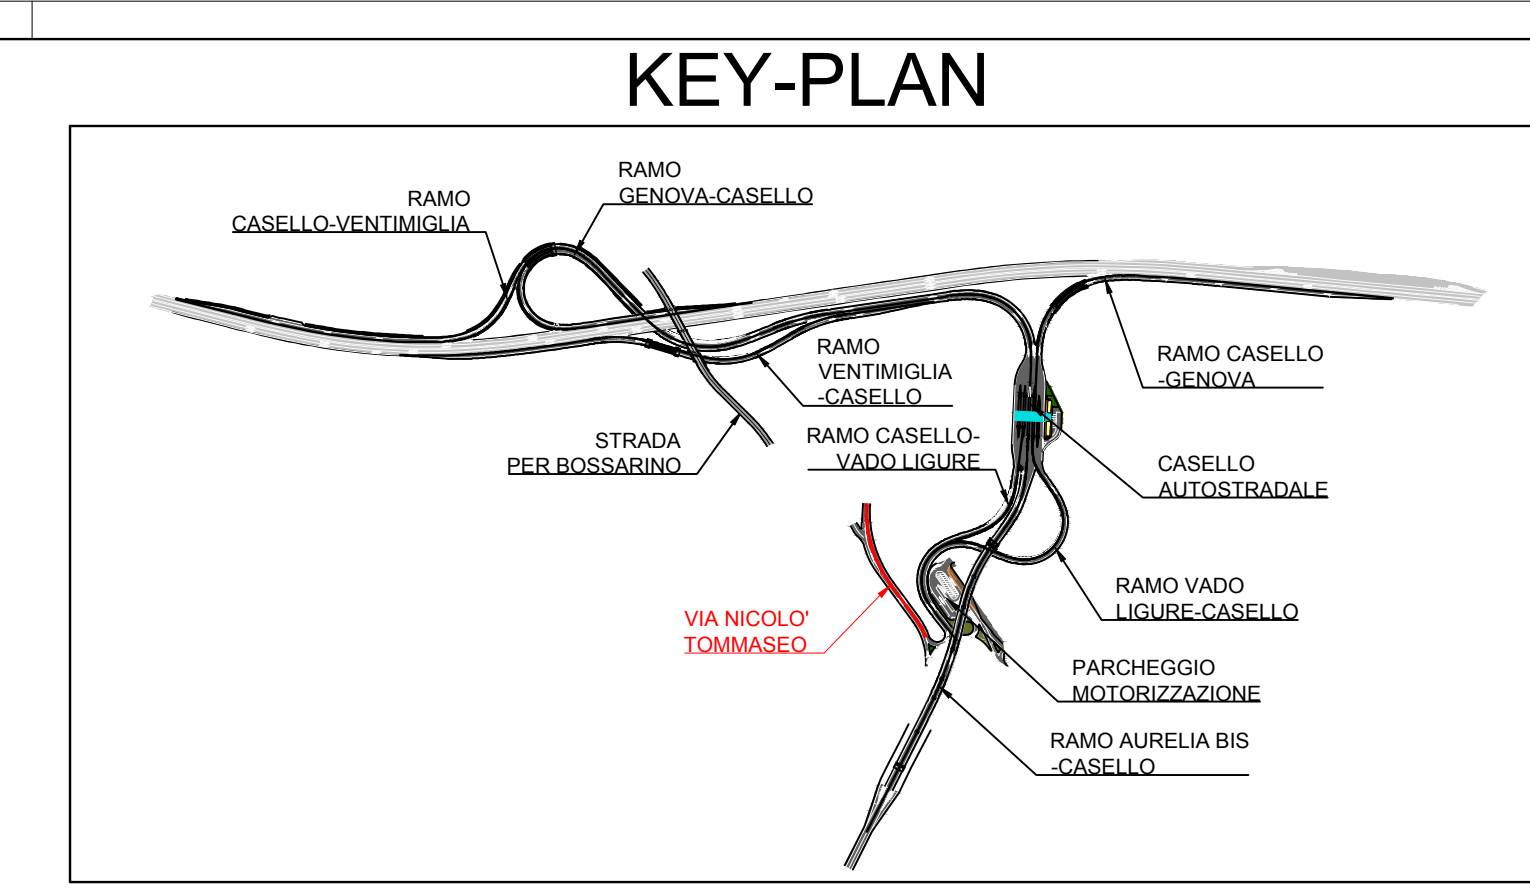 KEY-PLAN
RAMO
GENOVA-CASELLO
RAMO
CASELLO-VENTIMIGLIA
RAMO
VENTIMIGLIA
-CASELLO
RAMO CASELLO
-GENOVA
STRADA
PER BOSSARINO
RAMO CASELLO-
VADO LIGURE
CASELLO
AUTOSTRADALE
RAMO VADO
LIGURE-CASELLO
VIA NICOLO'
TOMMASEO
PARCHEGGIO
MOTORIZZAZIONE
RAMO AURELIA BIS
-CASELLO